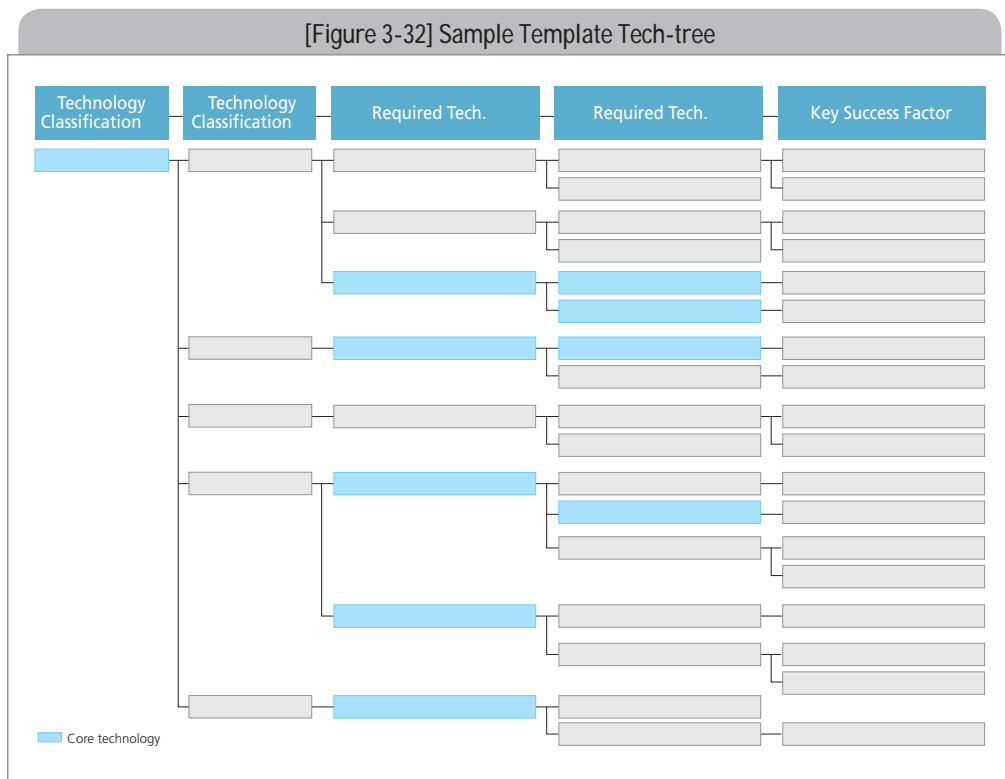 [Figure 3-32] Sample Template Tech-tree
Technology
Classification
Technology
Classification
Required Tech.
Required Tech.
Key Success Factor
Core technology